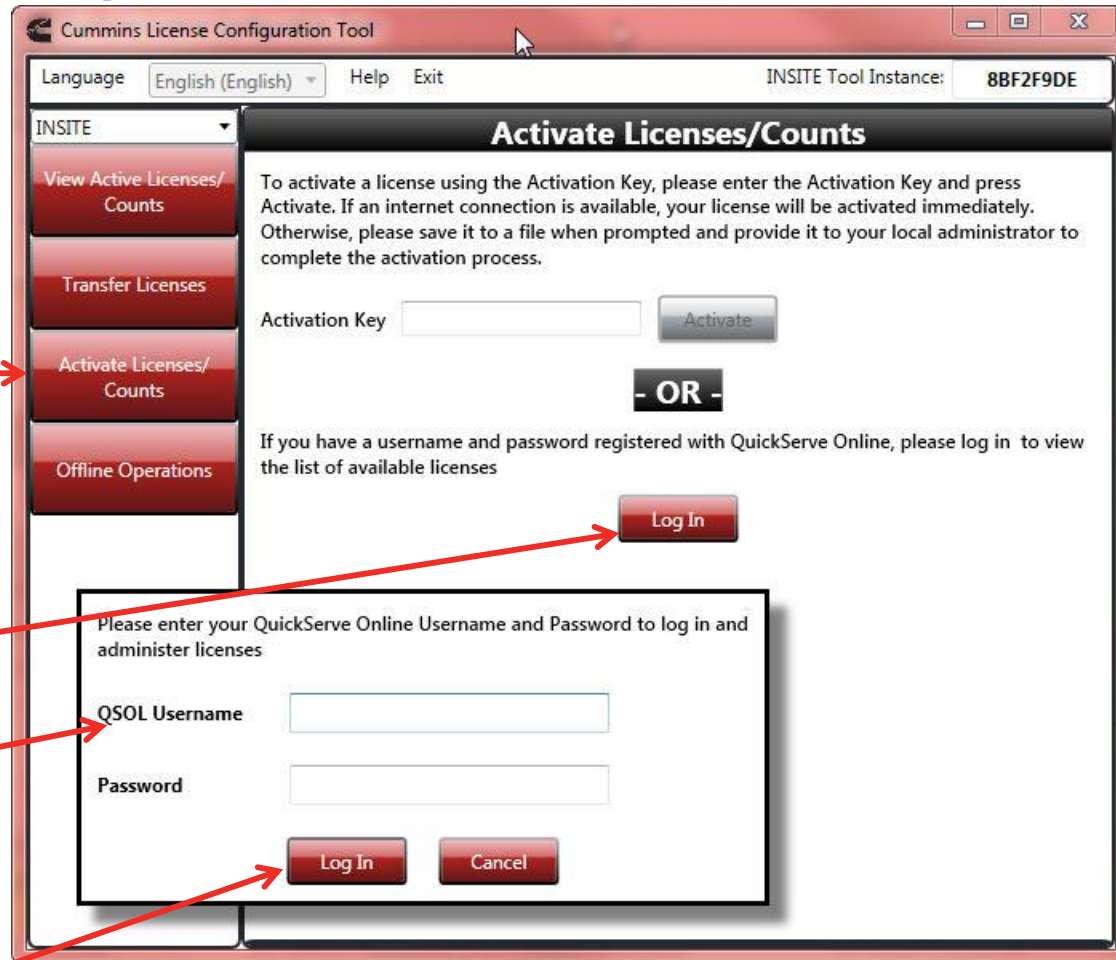 Cummins License Configuration Tool
Language English (English) Help Exit INSITE Tool Instance: 8BF2F9DE
INSITE
View Active Licenses/
Counts
Transfer Licenses
Activate Licenses/
Counts
Offline Operations
Activate Licenses/Counts
To activate a license using the Activation Key, please enter the Activation Key and press
Activate. If an internet connection is available, your license will be activated immediately.
Otherwise, please save it to a file when prompted and provide it to your local administrator to
complete the activation process.
Activation Key Activate
- OR -
If you have a username and password registered with QuickServe Online, please log in to view
the list of available licenses
Log In
Please enter your QuickServe Online Username and Password to log in and
administer licenses
QSOL Username
Password
Log In Cancel